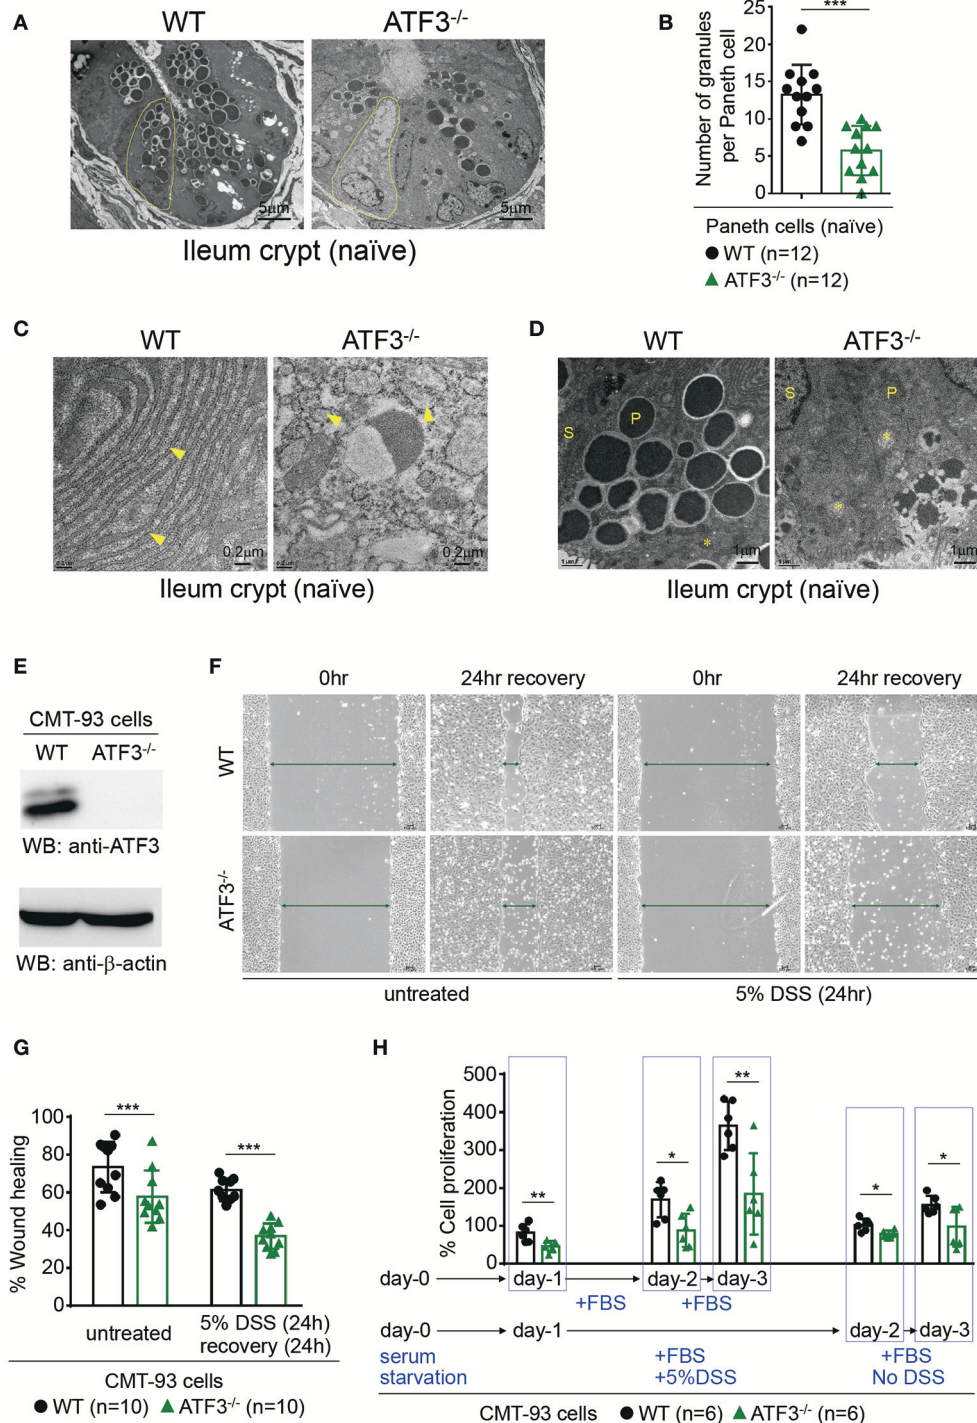 A
WT
ATF3-/-
5μm
5μm
Ileum crypt (naïve)
B
***
Number of granules
per Paneth cell
25
20
15
10
5
0
Paneth cells (naïve)
WT (n=12)
ATF3-/- (n=12)
C
WT
ATF3-/-
0.2μm
0.2μm
Ileum crypt (naïve)
D
WT
ATF3-/-
S
P
*
1μm
1μm
S
P
*
*
1μm
1μm
Ileum crypt (naïve)
E
CMT-93 cells
WT ATF3-/-
WB: anti-ATF3
WB: anti-β-actin
F
0hr
24hr recovery
0hr
24hr recovery
WT
ATF3-/-
untreated
5% DSS (24hr)
G
% Wound healing
100
80
60
40
20
0
***
***
untreated
5% DSS (24h)
recovery (24h)
CMT-93 cells
WT (n=10) ATF3-/- (n=10)
H
% Cell proliferation
500
400
300
200
100
0
**
*
**
*
*
day-0 day-1 day-2 day-3
+FBS +FBS
day-0 day-1 day-2 day-3
serum
starvation
+FBS
+5%DSS
+FBS
No DSS
CMT-93 cells WT (n=6) ATF3-/- (n=6)